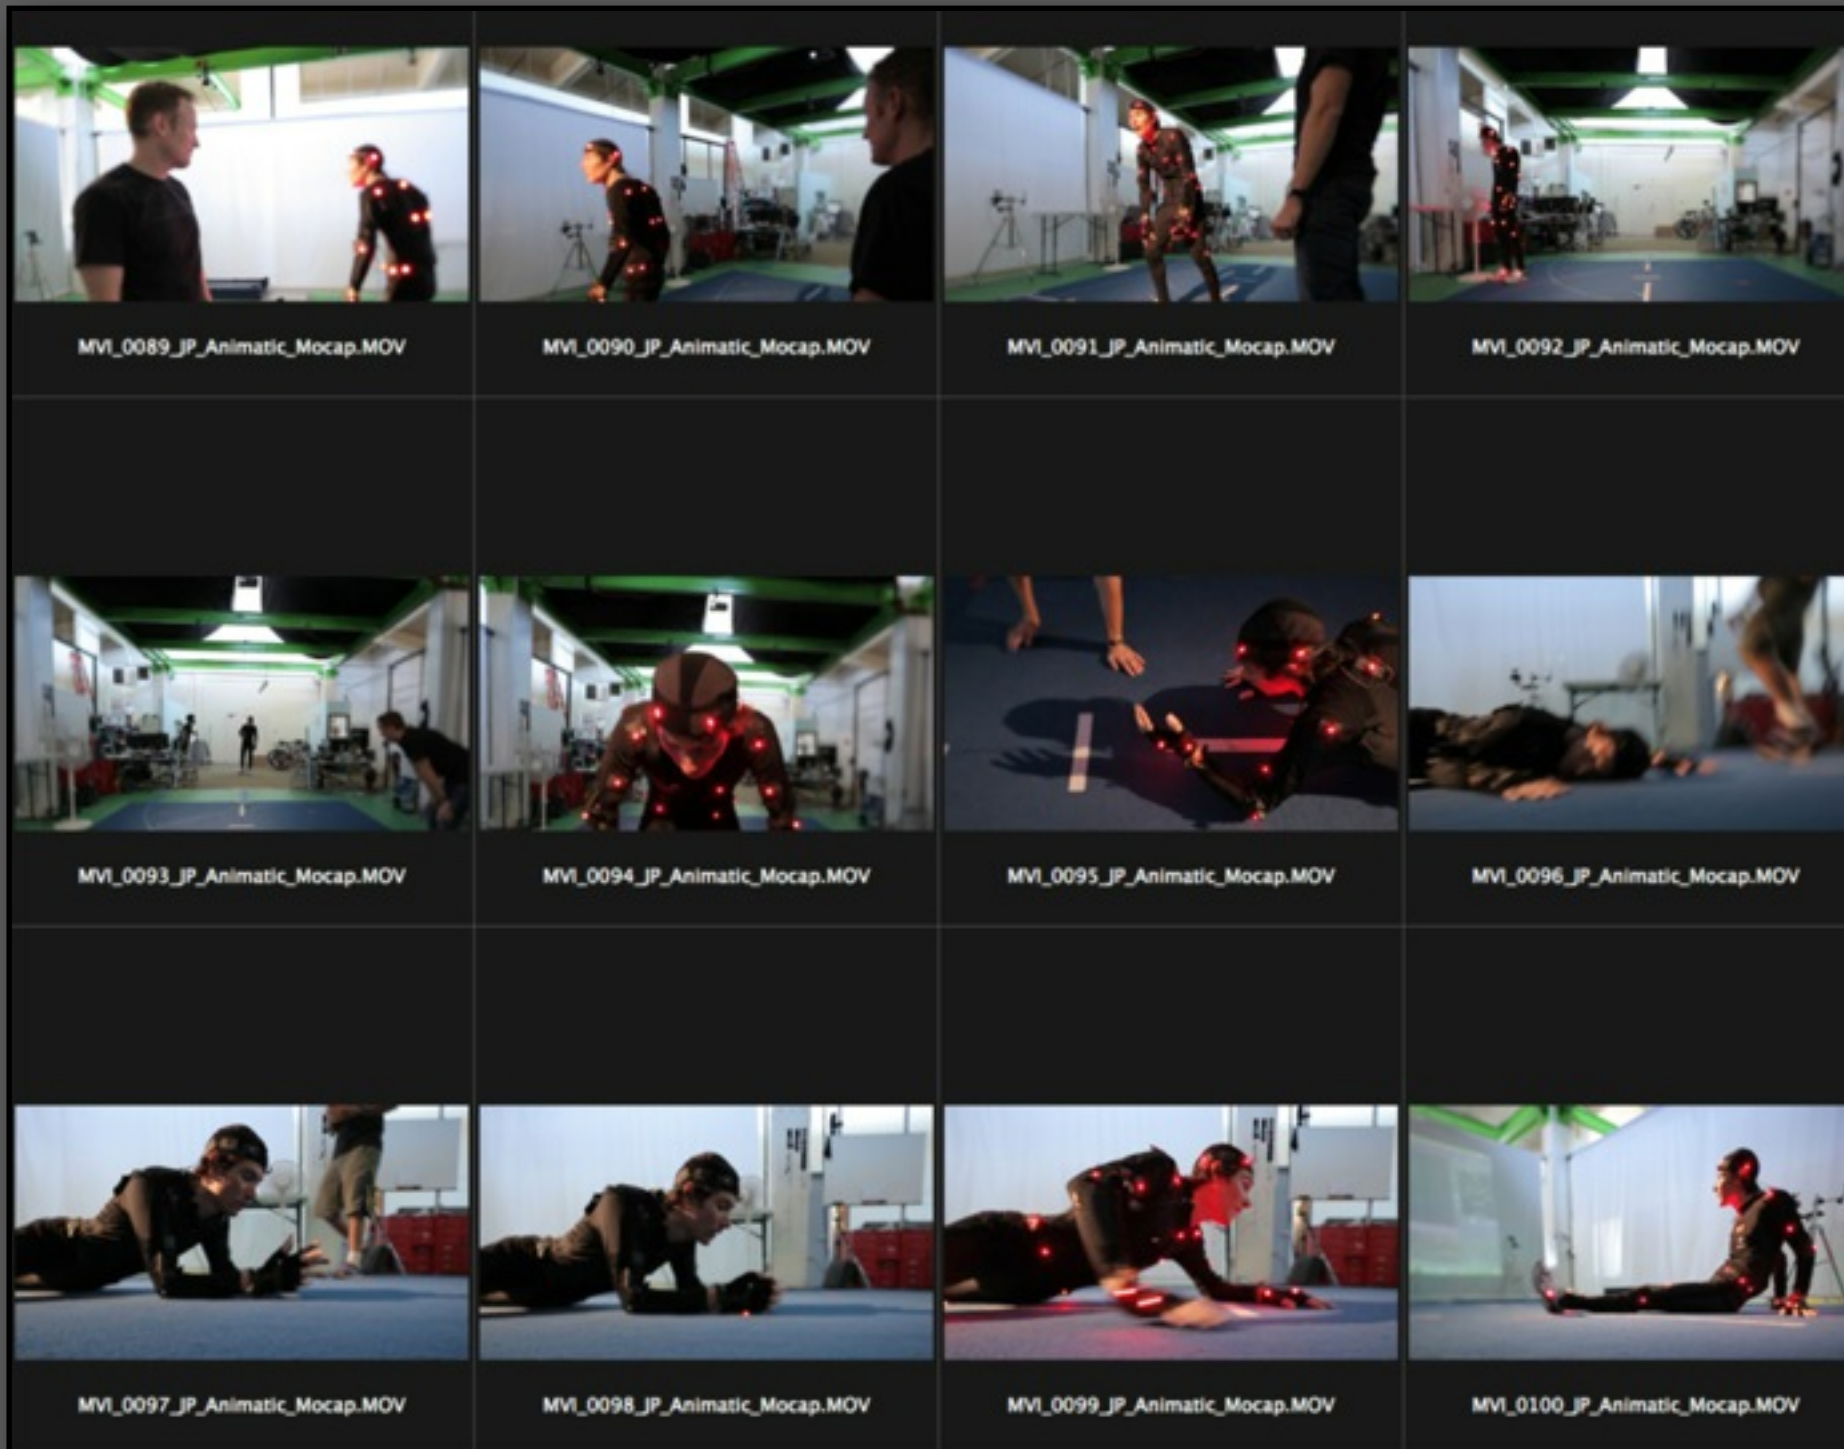 MVI_0089_JP_Animatic_Mocap.MOV
MVI_0090_JP_Animatic_Mocap.MOV
MVI_0091_JP_Animatic_Mocap.MOV
MVI_0092_JP_Animatic_Mocap.MOV
MVI_0093_JP_Animatic_Mocap.MOV
MVI_0094_JP_Animatic_Mocap.MOV
MVI_0095_JP_Animatic_Mocap.MOV
MVI_0096_JP_Animatic_Mocap.MOV
MVI_0097_JP_Animatic_Mocap.MOV
MVI_0098_JP_Animatic_Mocap.MOV
MVI_0099_JP_Animatic_Mocap.MOV
MVI_0100_JP_Animatic_Mocap.MOV